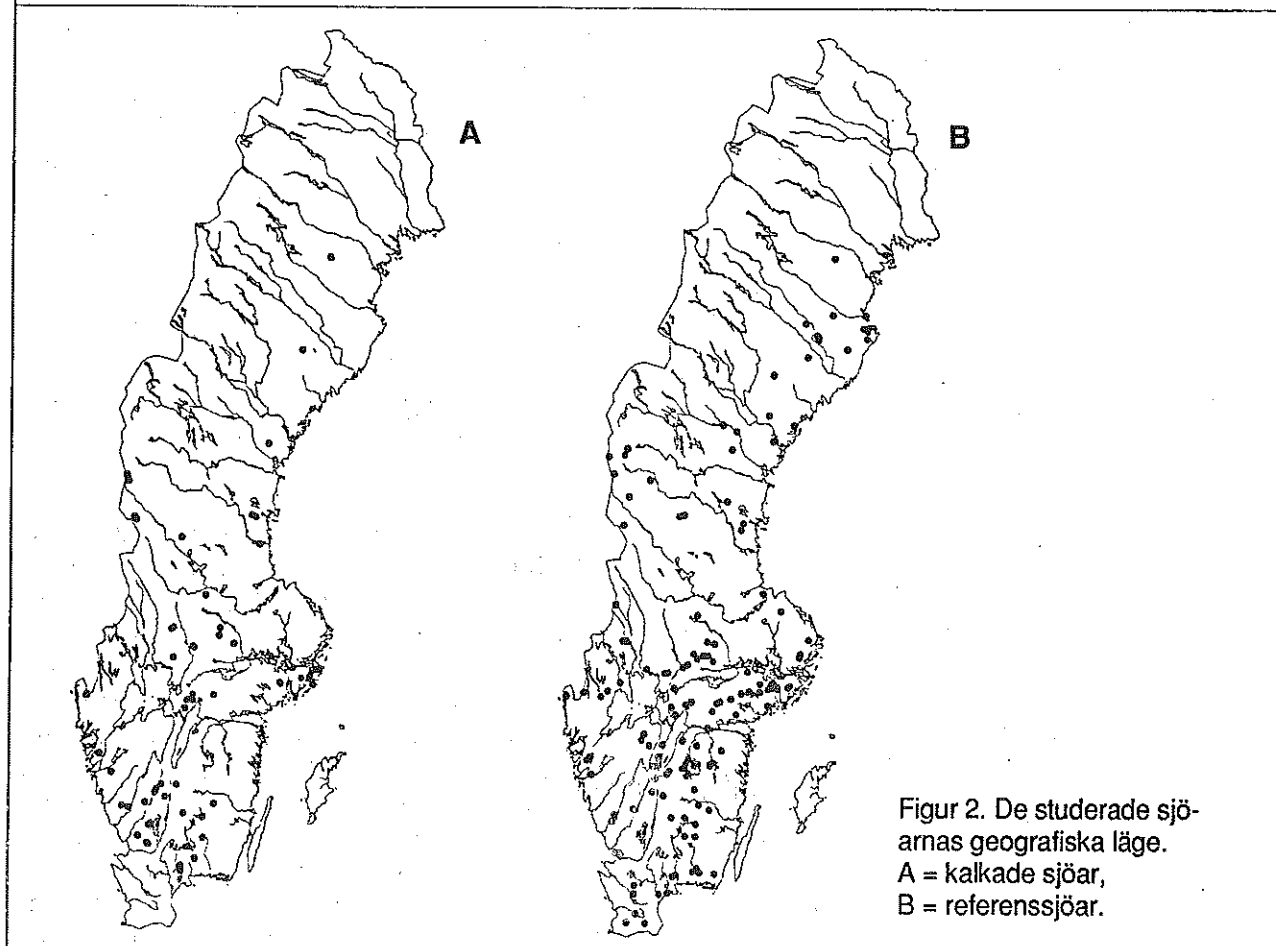 A
B
Figur 2. De studerade sjö-
arnas geografiska läge.
A = kalkade sjöar,
B = referenssjöar.